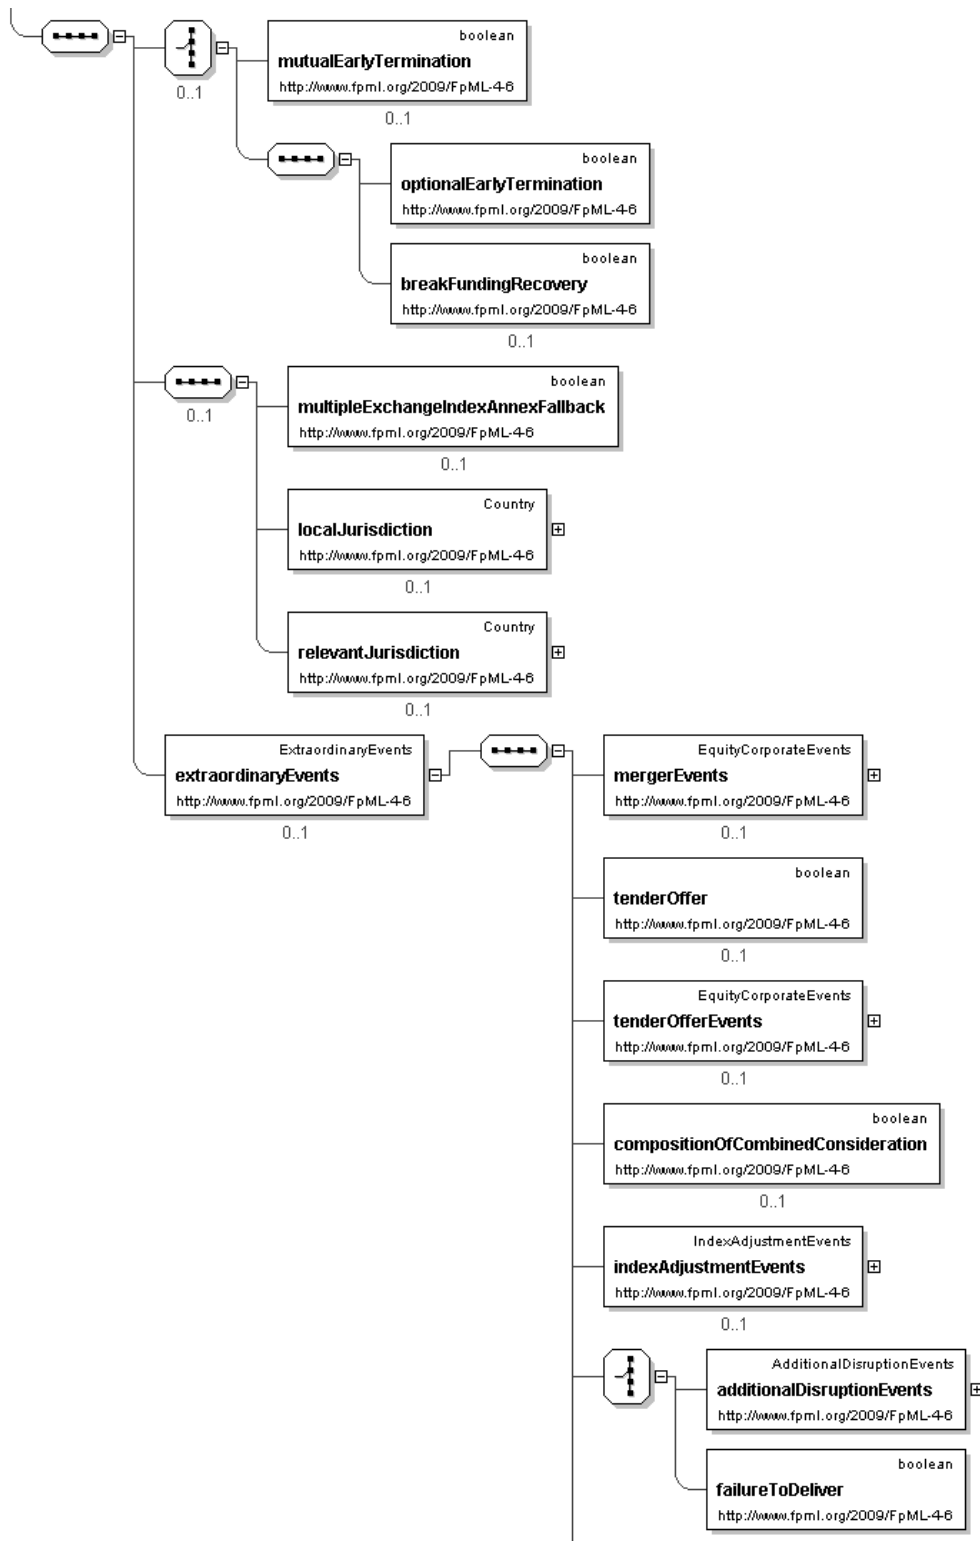 boolean
mutualEarlyTermination
http://www.fpml.org/2009/FpML-4-6
0..1
0..1
boolean
optionalEarlyTermination
http://www.fpml.org/2009/FpML-4-6
boolean
breakFundingRecovery
http://www.fpml.org/2009/FpML-4-6
0..1
boolean
multipleExchangeIndexAnnexFallback
http://www.fpml.org/2009/FpML-4-6
0..1
0..1
Country
localJurisdiction
http://www.fpml.org/2009/FpML-4-6
0..1
Country
relevantJurisdiction
http://www.fpml.org/2009/FpML-4-6
0..1
ExtraordinaryEvents
extraordinaryEvents
http://www.fpml.org/2009/FpML-4-6
0..1
EquityCorporateEvents
mergerEvents
http://www.fpml.org/2009/FpML-4-6
0..1
boolean
tenderOffer
http://www.fpml.org/2009/FpML-4-6
0..1
EquityCorporateEvents
tenderOfferEvents
http://www.fpml.org/2009/FpML-4-6
0..1
boolean
compositionOfCombinedConsideration
http://www.fpml.org/2009/FpML-4-6
0..1
IndexAdjustmentEvents
indexAdjustmentEvents
http://www.fpml.org/2009/FpML-4-6
0..1
AdditionalDisruptionEvents
additionalDisruptionEvents
http://www.fpml.org/2009/FpML-4-6
boolean
failureToDeliver
http://www.fpml.org/2009/FpML-4-6